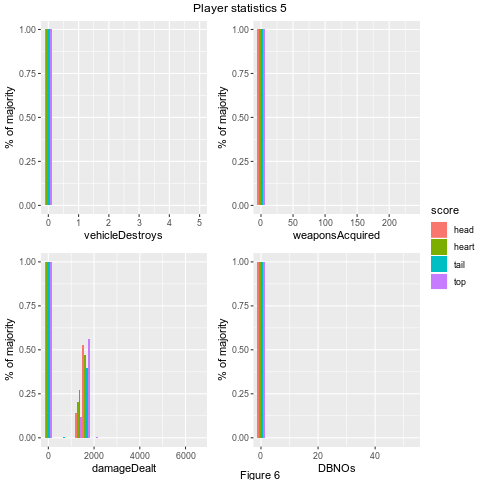 Player statistics 5
% of majority
1.00
0.75
0.50
0.25
0.00
0 1 2 3 4 5
vehicleDestroys
% of majority
1.00
0.75
0.50
0.25
0.00
0 50 100 150 200
weaponsAcquired
% of majority
1.00
0.75
0.50
0.25
0.00
0 2000 4000 6000
damageDealt
% of majority
1.00
0.75
0.50
0.25
0.00
0 20 40
DBNOs
score
head
heart
tail
top
Figure 6